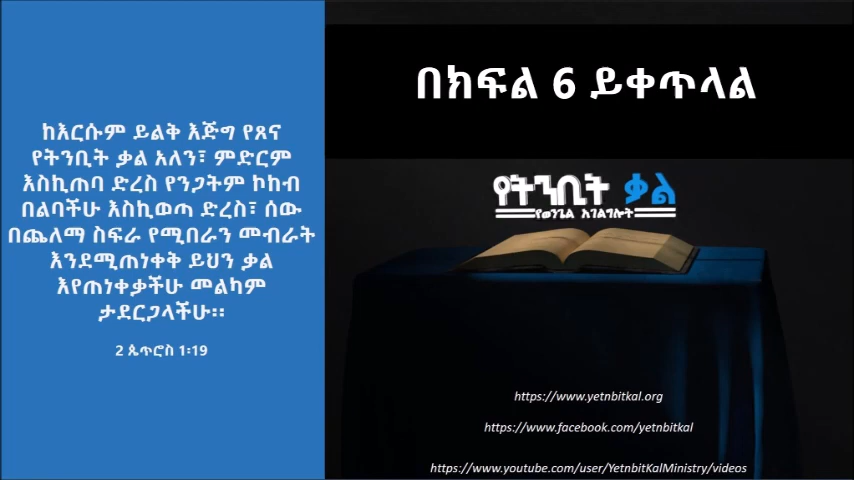 ከእርሱም ይልቅ እጅግ የጸና
የትንቢት ቃል አለን፣ ምድርም
እስኪጠባ ድረስ የንጋትም ኮከብ
በልባችሁ እስኪወጣ ድረስ፣ ሰው
በጨለማ ስፍራ የሚበራን መብራት
እንደሚጠነቀቅ ይህን ቃል
እየጠነቀቃችሁ መልካም
ታደርጋላችሁ።
2 ጴጥሮስ 1፡19
በክፍል 6 ይቀጥላል
የትንቢት ቃል
የወንጌል አገልግሎት
https://www.yetnbitkal.org
https://www.facebook.com/yetnbitkal
https://www.youtube.com/user/YetnbitKalMinistry/videos